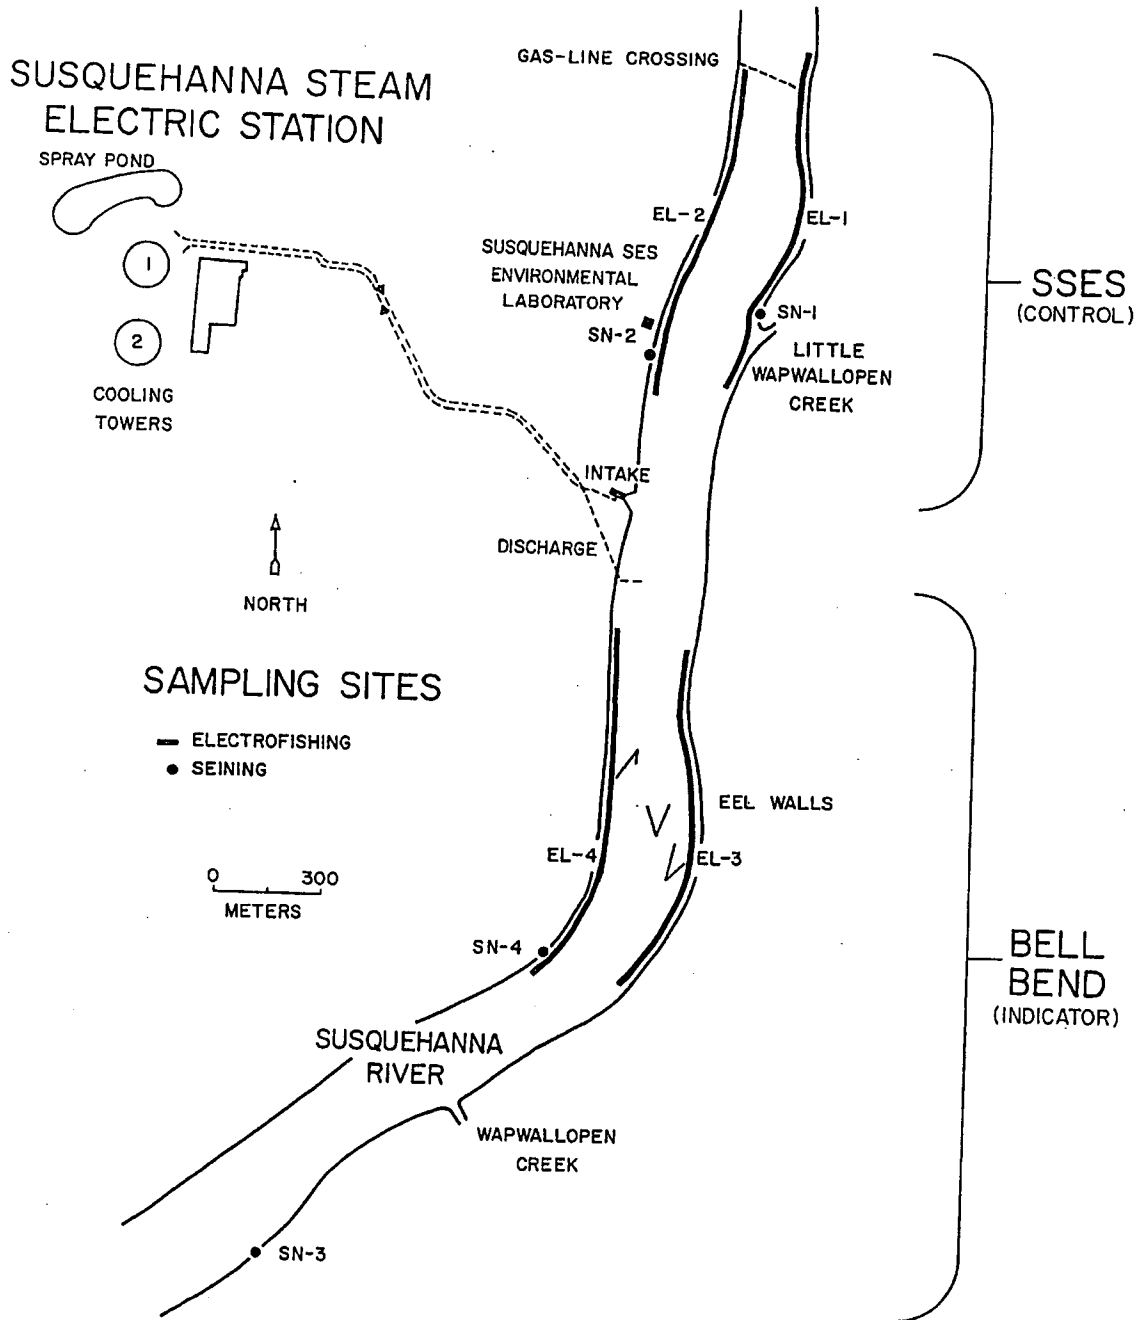 GAS-LINE CROSSING
SUSQUEHANNA STEAM
ELECTRIC STATION
SPRAY POND
EL-2
EL-1
SUSQUEHANNA SES
ENVIRONMENTAL
LABORATORY
1
SSES
(CONTROL)
SN-1
SN-2
2
LITTLE
WAPWALLOPEN
CREEK
COOLING
TOWERS
INTAKE
DISCHARGE
NORTH
SAMPLING SITES
ELECTROFISHING
SEINING
EEL WALLS
EL-4
EL-3
0 300
METERS
SN-4
BELL
BEND
(INDICATOR)
SUSQUEHANNA
RIVER
WAPWALLOPEN
CREEK
SN-3